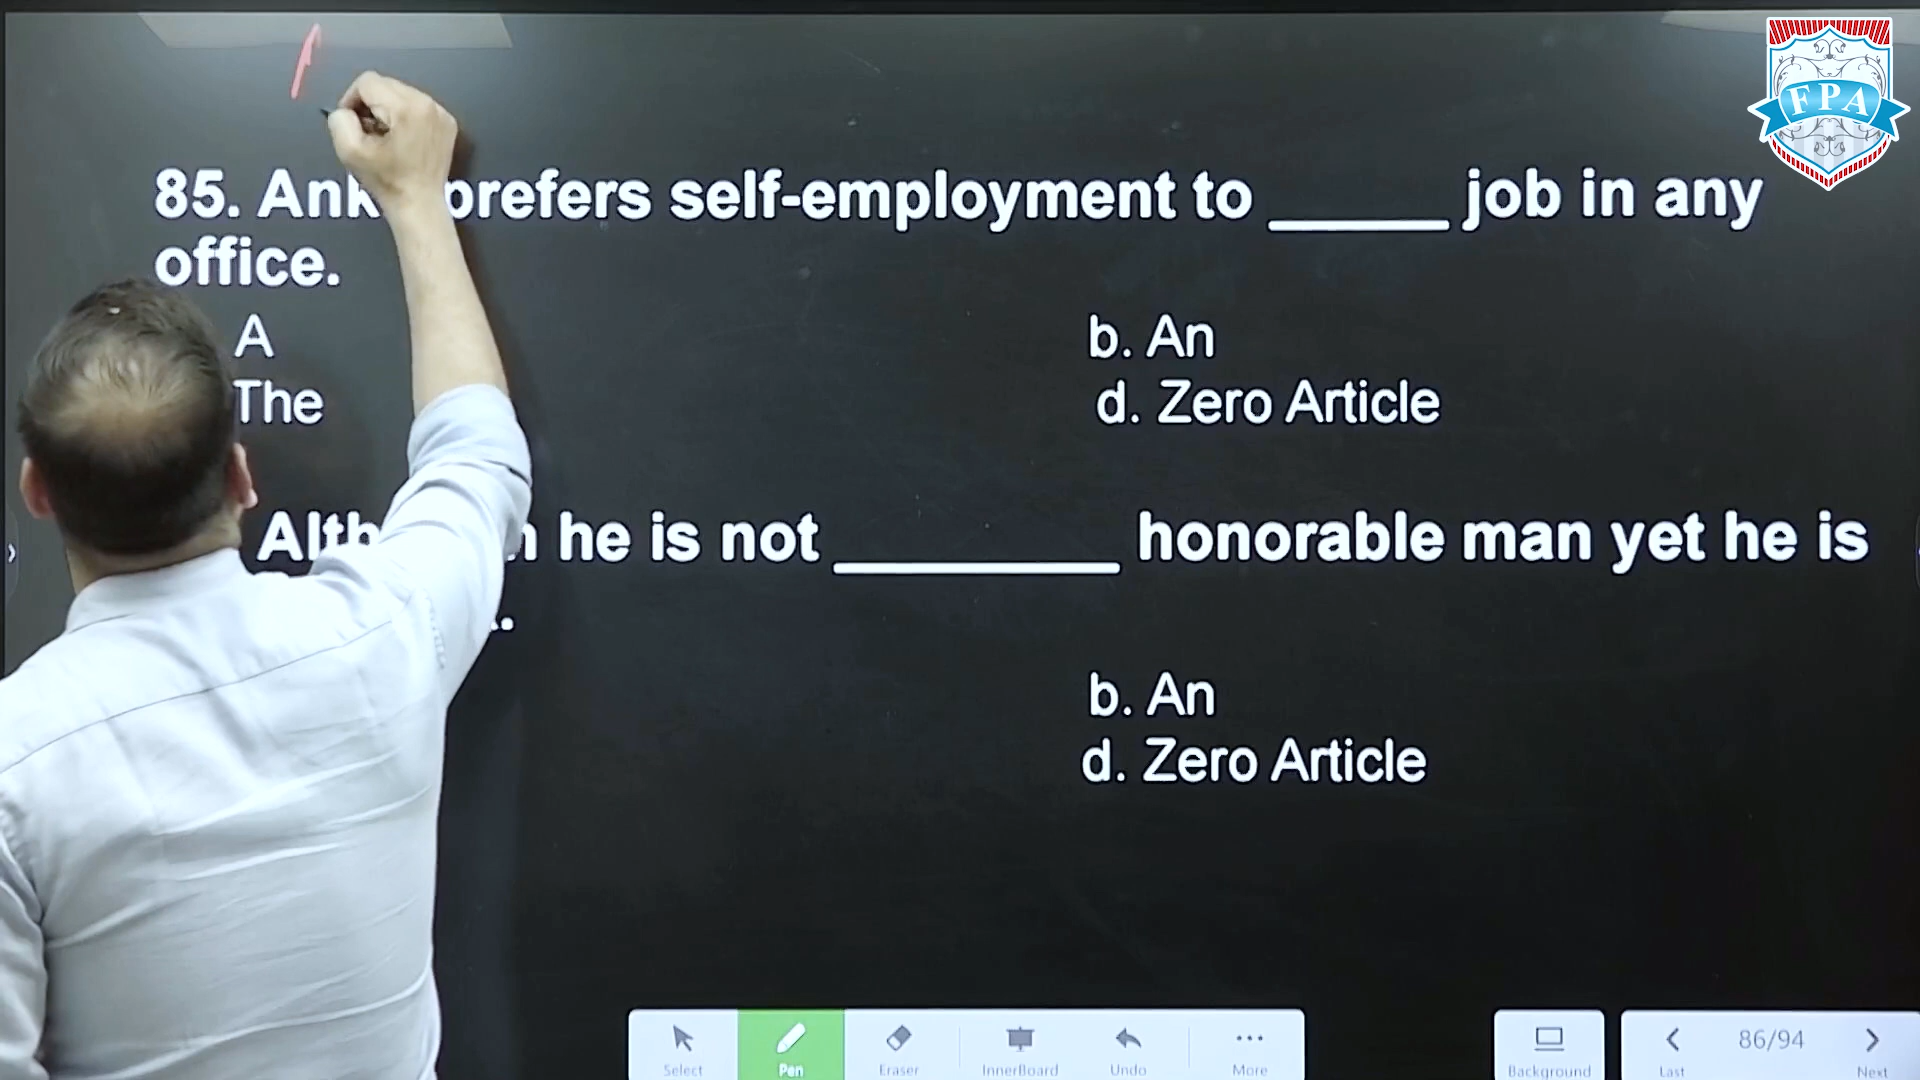 FPA
85. Ank prefers self-employment to _____ job in any
office.
A
b. An
The
d. Zero Article
he is not ________ honorable man yet he is
b. An
d. Zero Article
Select
Pen
Eraser
InnerBoard
Undo
More
Background
Last
86/94
Next